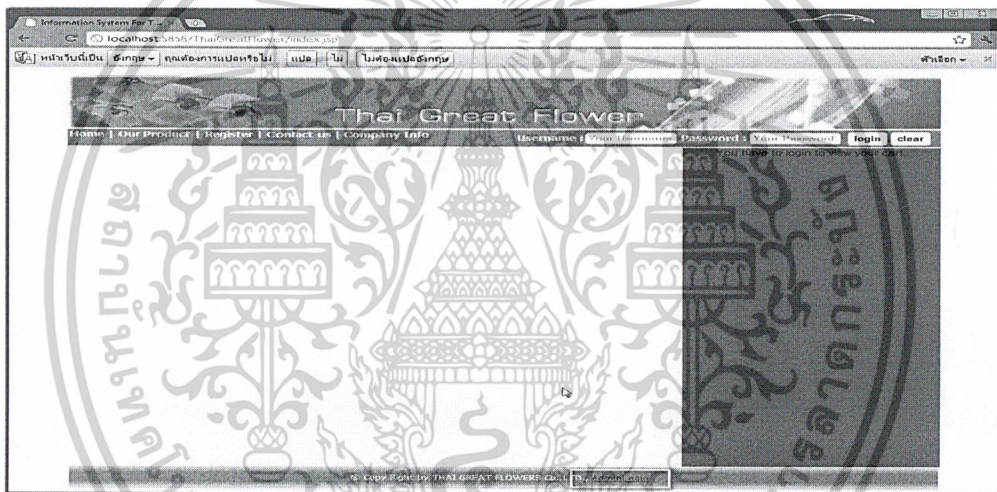 Information System For T...
localhost:5858/ThaiGreatFlower/index.jsp
หน้าเว็บนี้เป็น อังกฤษ คุณต้องการแปลหรือไม่ แปล ไม่ ไม่ต้องแปลอังกฤษ ตัวเลือก
Thai Great Flower
Home | Our Product | Register | Contact us | Company Info Username : Your Username Password : Your Password login clear
You have to login to view your cart.
© Copy Right by THAI GREAT FLOWERS Co.,LTD.